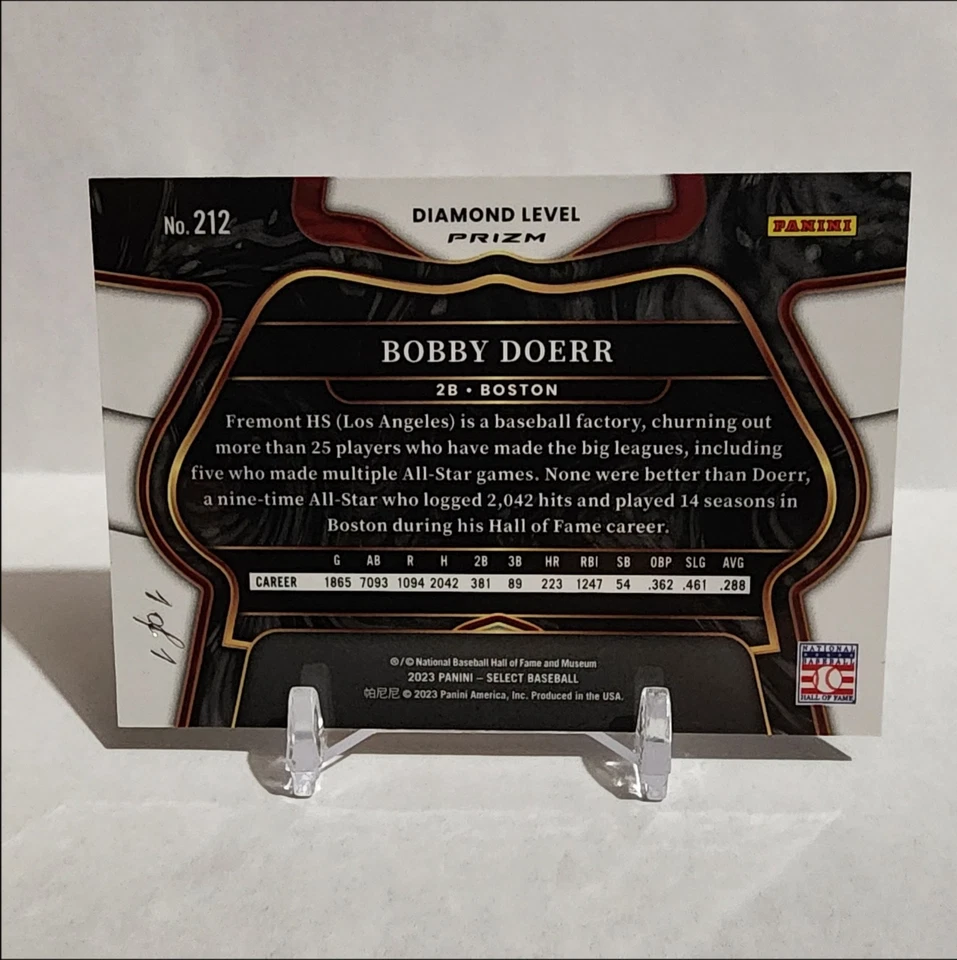 No. 212
DIAMOND LEVEL
PRIZM
PANINI
BOBBY DOERR
2B • BOSTON
Fremont HS (Los Angeles) is a baseball factory, churning out
more than 25 players who have made the big leagues, including
five who made multiple All-Star games. None were better than Doerr,
a nine-time All-Star who logged 2,042 hits and played 14 seasons in
Boston during his Hall of Fame career.
G AB R H 2B 3B HR RBI SB OBP SLG AVG
CAREER 1865 7093 1094 2042 381 89 223 1247 54 .362 .461 .288
1 of 1
®/© National Baseball Hall of Fame and Museum
2023 PANINI – SELECT BASEBALL
帕尼尼 © 2023 Panini America, Inc. Produced in the USA.
NATIONAL
BASEBALL
HALL OF FAME